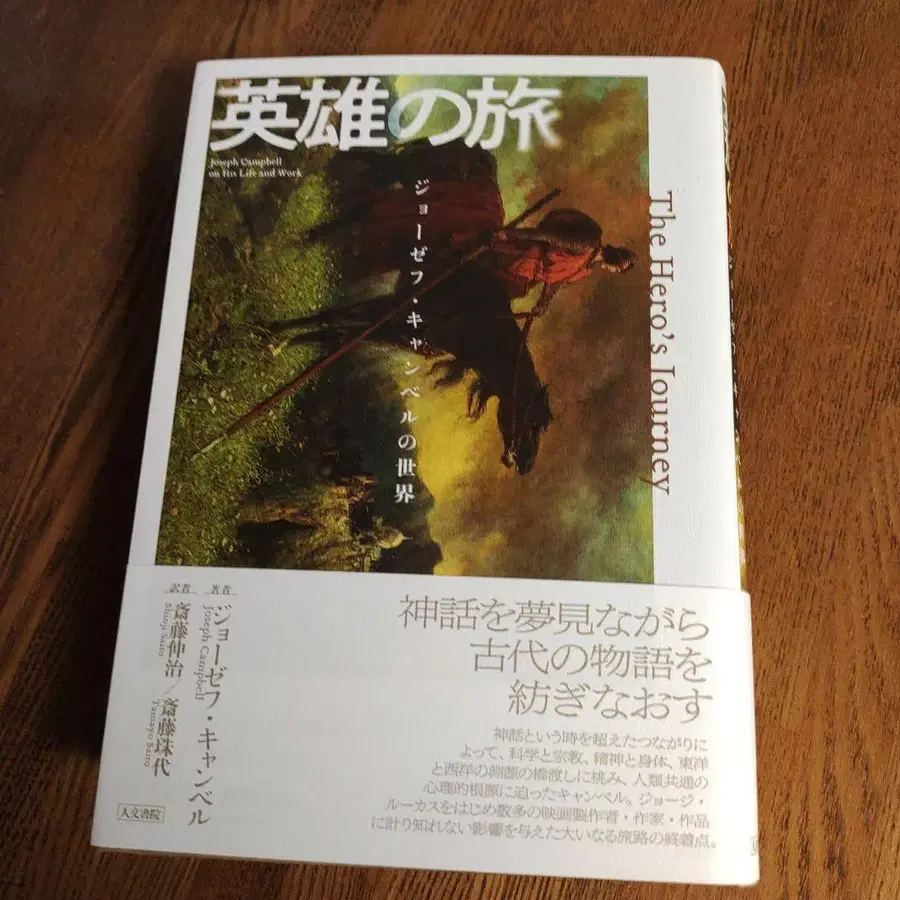 英雄の旅
Joseph Campbell
on His Life and Work
ジョーゼフ・キャンベルの世界
The Hero's Journey
神話を夢見ながら
古代の物語を
紡ぎなおす
神話という時を超えたつながりに
よって、科学と宗教、精神と身体、東洋
と西洋の淵源の橋渡しに挑み、人類共通の
心理的根源に迫ったキャンベル。ジョージ・
ルーカスをはじめ数多の映画製作者・作家・作品
に計り知れない影響を与えた大いなる旅路の終着点。
著者
ジョーゼフ・キャンベル
Joseph Campbell
訳者
斎藤伸治／斎藤珠代
Shinji Saito
Tamayo Saito
人文書院